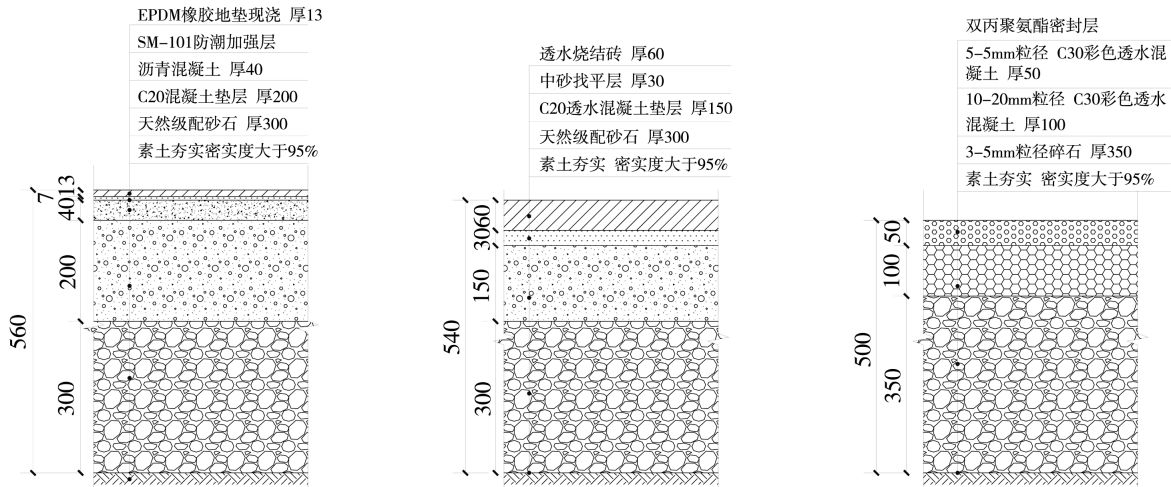 EPDM橡胶地垫现浇 厚13
SM-101防潮加强层
沥青混凝土 厚40
C20混凝土垫层 厚200
天然级配砂石 厚300
素土夯实密实度大于95%
13
7
40
200
560
300
透水烧结砖 厚60
中砂找平层 厚30
C20透水混凝土垫层 厚150
天然级配砂石 厚300
素土夯实 密实度大于95%
60
30
150
540
300
双丙聚氨酯密封层
5-5mm粒径 C30彩色透水混
凝土 厚50
10-20mm粒径 C30彩色透水
混凝土 厚100
3-5mm粒径碎石 厚350
素土夯实 密实度大于95%
50
100
500
350